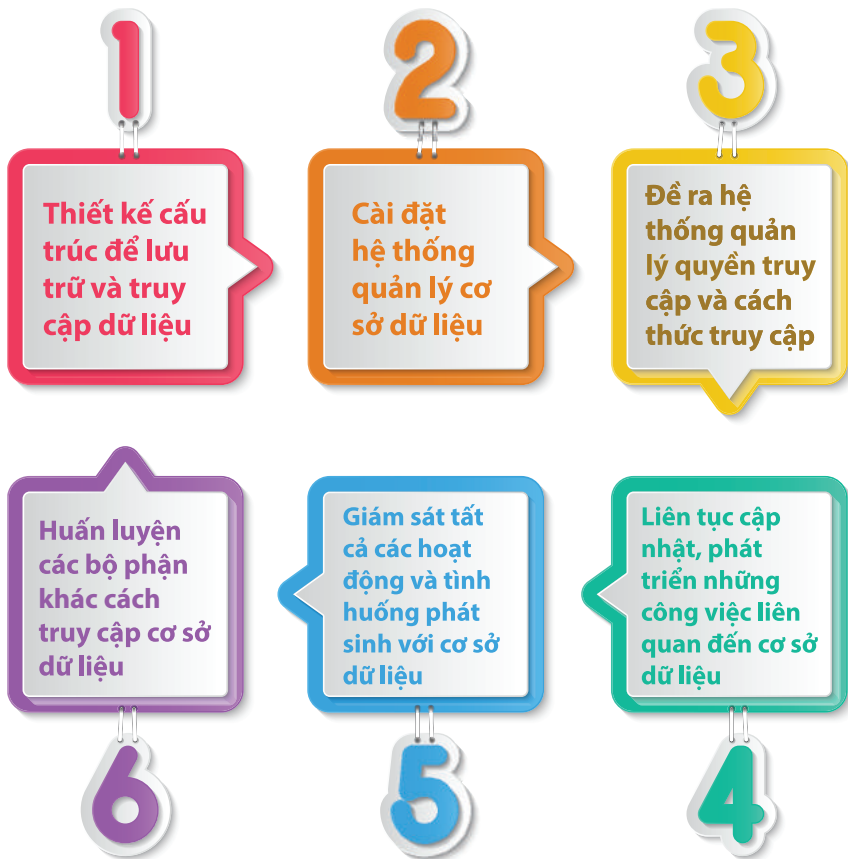 1
Thiết kế cấu
trúc để lưu
trữ và truy
cập dữ liệu
2
Cài đặt
hệ thống
quản lý cơ
sở dữ liệu
3
Đề ra hệ
thống quản
lý quyền truy
cập và cách
thức truy cập
4
Liên tục cập
nhật, phát
triển những
công việc liên
quan đến cơ sở
dữ liệu
5
Giám sát tất
cả các hoạt
động và tình
huống phát
sinh với cơ sở
dữ liệu
6
Huấn luyện
các bộ phận
khác cách
truy cập cơ sở
dữ liệu